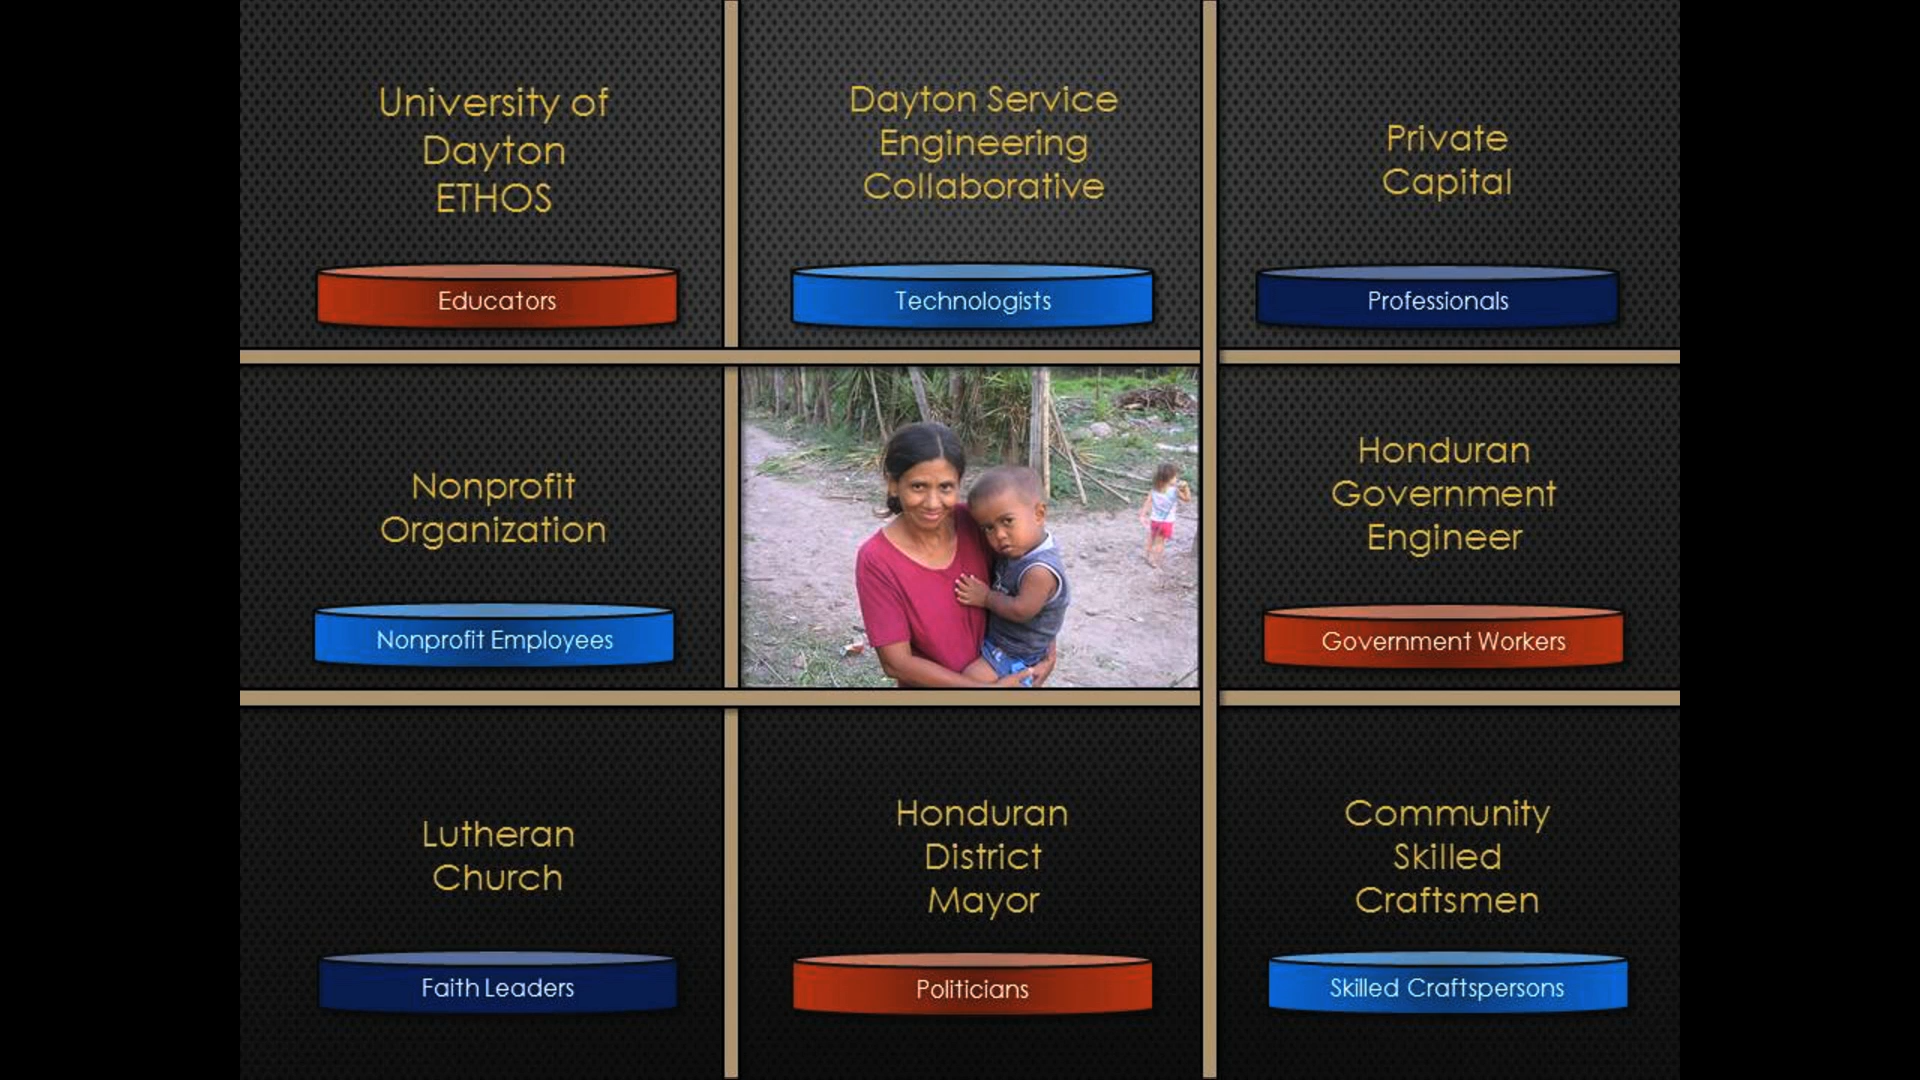 University of
Dayton
ETHOS
Educators
Dayton Service
Engineering
Collaborative
Technologists
Private
Capital
Professionals
Nonprofit
Organization
Nonprofit Employees
Honduran
Government
Engineer
Government Workers
Lutheran
Church
Faith Leaders
Honduran
District
Mayor
Politicians
Community
Skilled
Craftsmen
Skilled Craftspersons